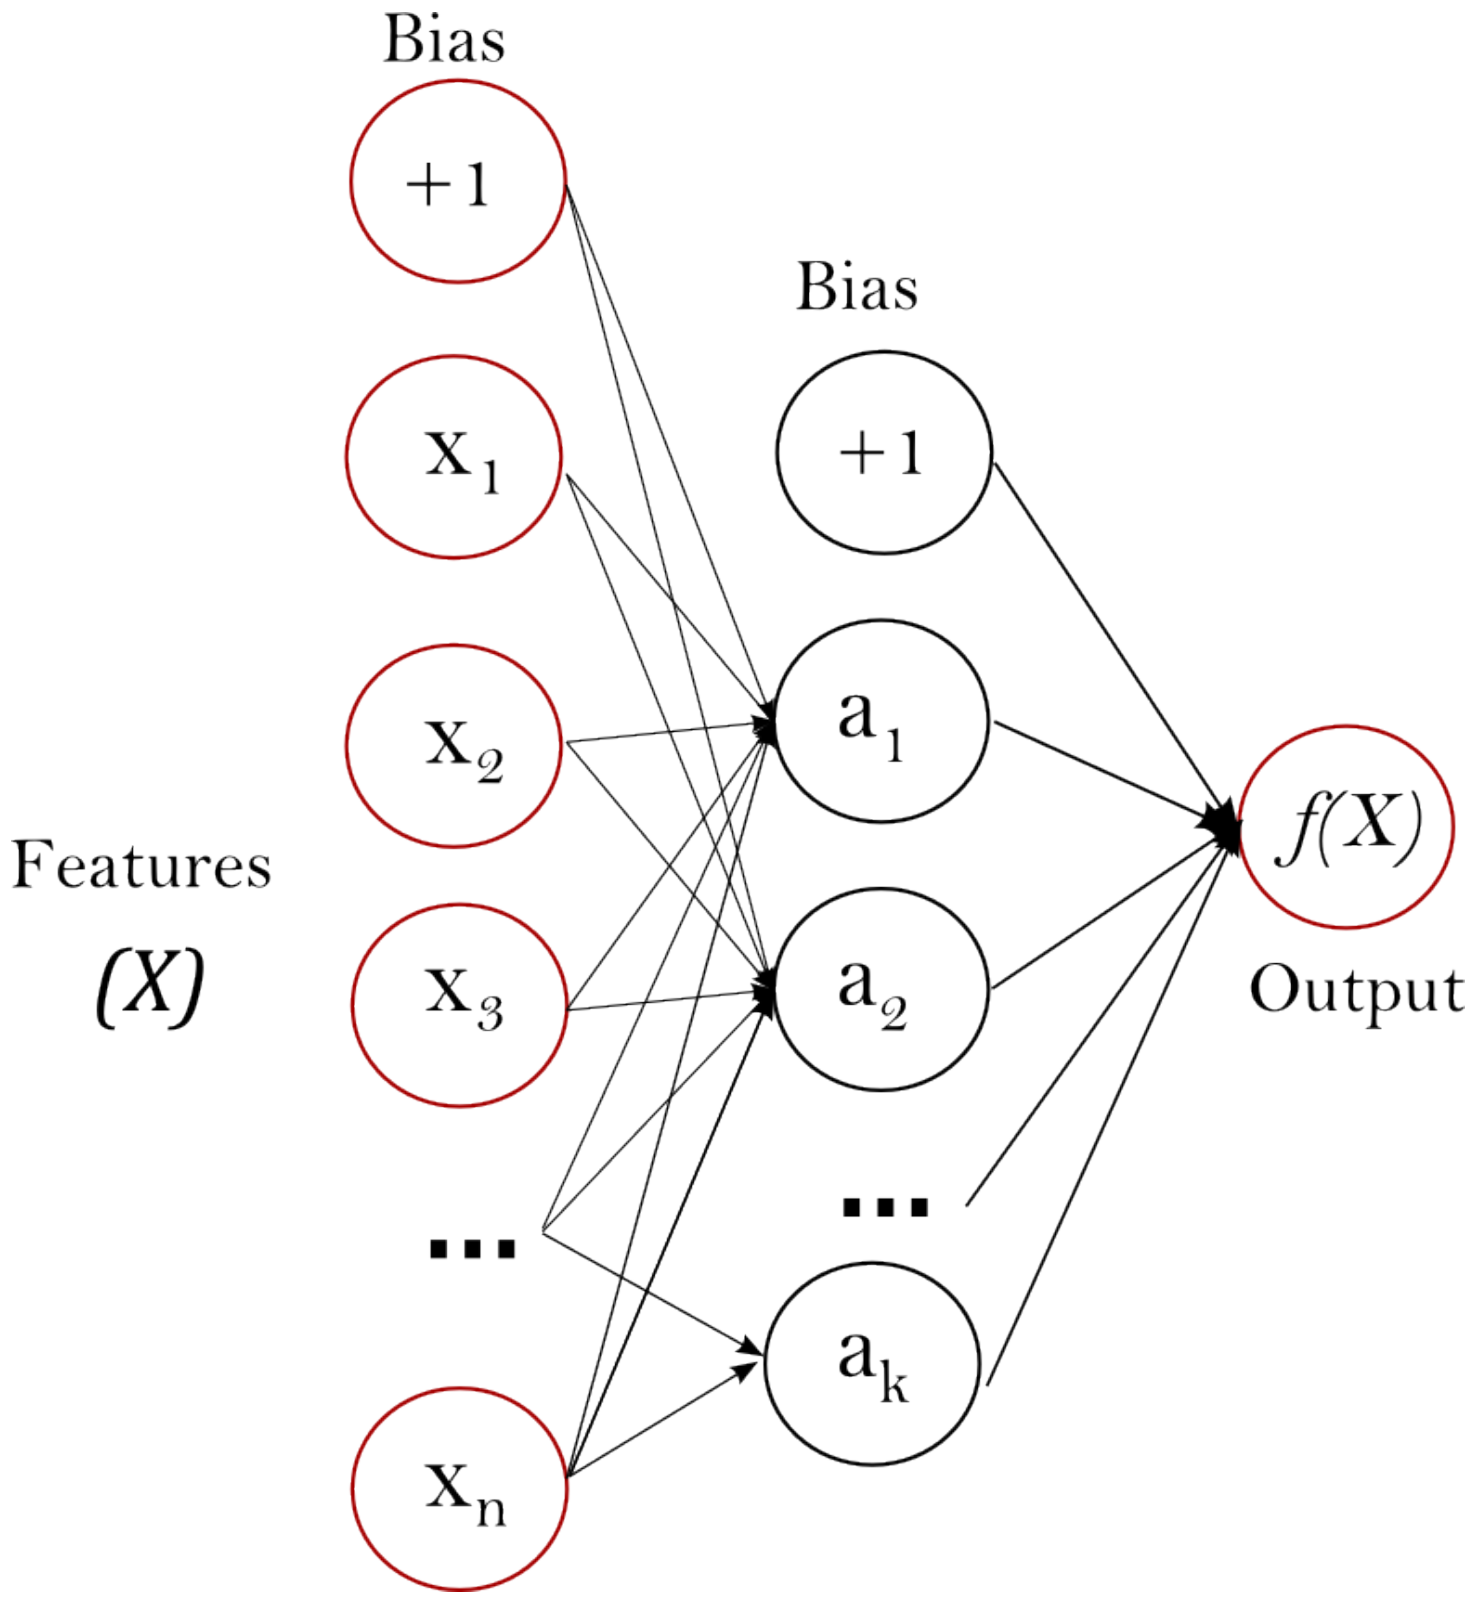 Bias
+1
x₁
x₂
x₃
...
xₙ
Features
(X)
Bias
+1
a₁
a₂
...
aₖ
f(X)
Output